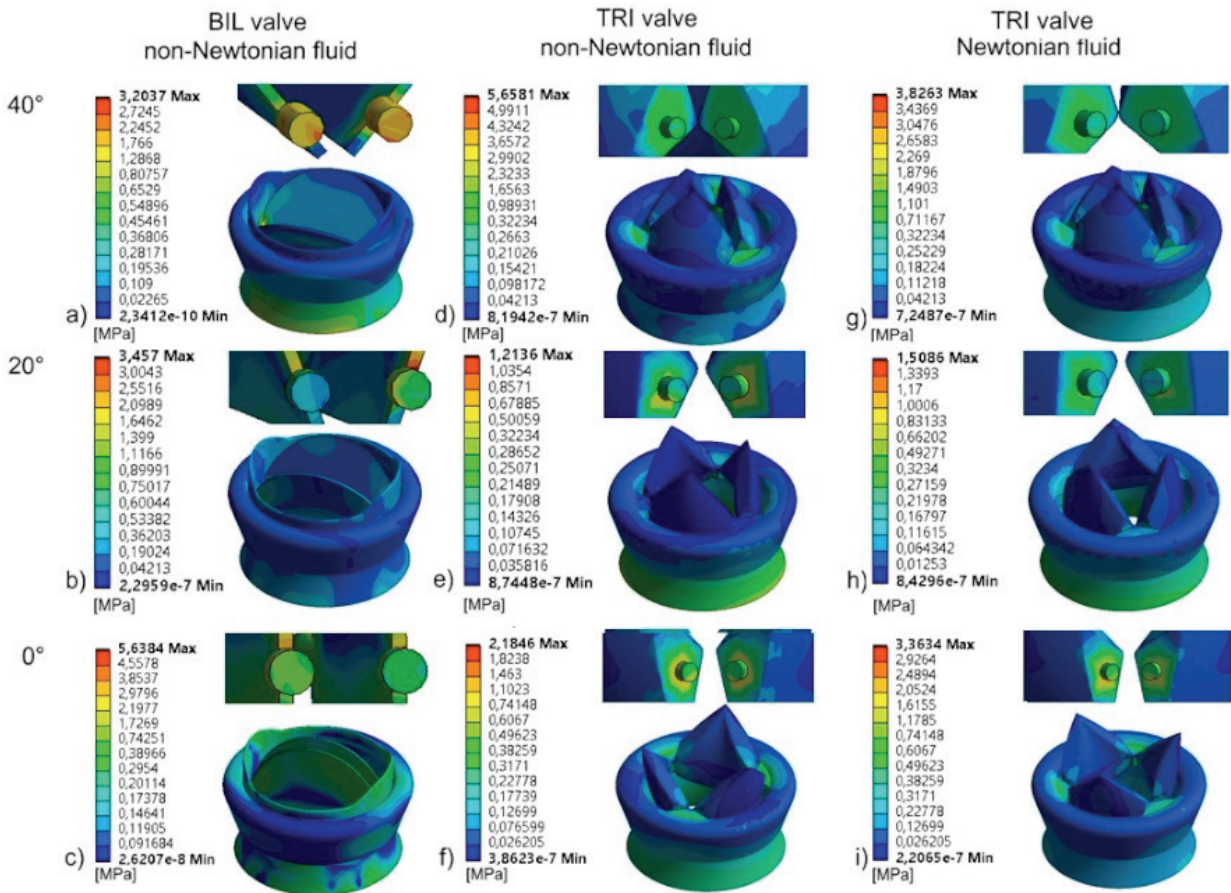 BIL valve
non-Newtonian fluid
TRI valve
non-Newtonian fluid
TRI valve
Newtonian fluid
40°
3,2037 Max
2,7245
2,2452
1,766
1,2868
0,80757
0,6529
0,54896
0,45461
0,36806
0,28171
0,19536
0,109
0,02265
2,3412e-10 Min
[MPa]
a)
5,6581 Max
4,9911
4,3242
3,6572
2,9902
2,3233
1,6563
0,98931
0,32234
0,2663
0,21026
0,15421
0,098172
0,04213
8,1942e-7 Min
[MPa]
d)
3,8263 Max
3,4369
3,0476
2,6583
2,269
1,8796
1,4903
1,101
0,71167
0,32234
0,25229
0,18224
0,11218
0,04213
7,2487e-7 Min
[MPa]
g)
20°
3,457 Max
3,0043
2,5516
2,0989
1,6462
1,399
1,1166
0,89991
0,75017
0,60044
0,53382
0,36203
0,19024
0,04213
2,2959e-7 Min
[MPa]
b)
1,2136 Max
1,0354
0,8571
0,67885
0,50059
0,32234
0,28652
0,25071
0,21489
0,17908
0,14326
0,10745
0,071632
0,035816
8,7448e-7 Min
[MPa]
e)
1,5086 Max
1,3393
1,17
1,0006
0,83133
0,66202
0,49271
0,3234
0,27159
0,21978
0,16797
0,11615
0,064342
0,01253
8,4296e-7 Min
[MPa]
h)
0°
5,6384 Max
4,5578
3,8537
2,9796
2,1977
1,7269
0,74251
0,38966
0,2954
0,20114
0,17378
0,14641
0,11905
0,091684
2,6207e-8 Min
[MPa]
c)
2,1846 Max
1,8238
1,463
1,1023
0,74148
0,6067
0,49623
0,38259
0,3171
0,22778
0,17739
0,12699
0,076599
0,026205
3,8623e-7 Min
[MPa]
f)
3,3634 Max
2,9264
2,4894
2,0524
1,6155
1,1785
0,74148
0,6067
0,49623
0,38259
0,3171
0,22778
0,12699
0,026205
2,2065e-7 Min
[MPa]
i)